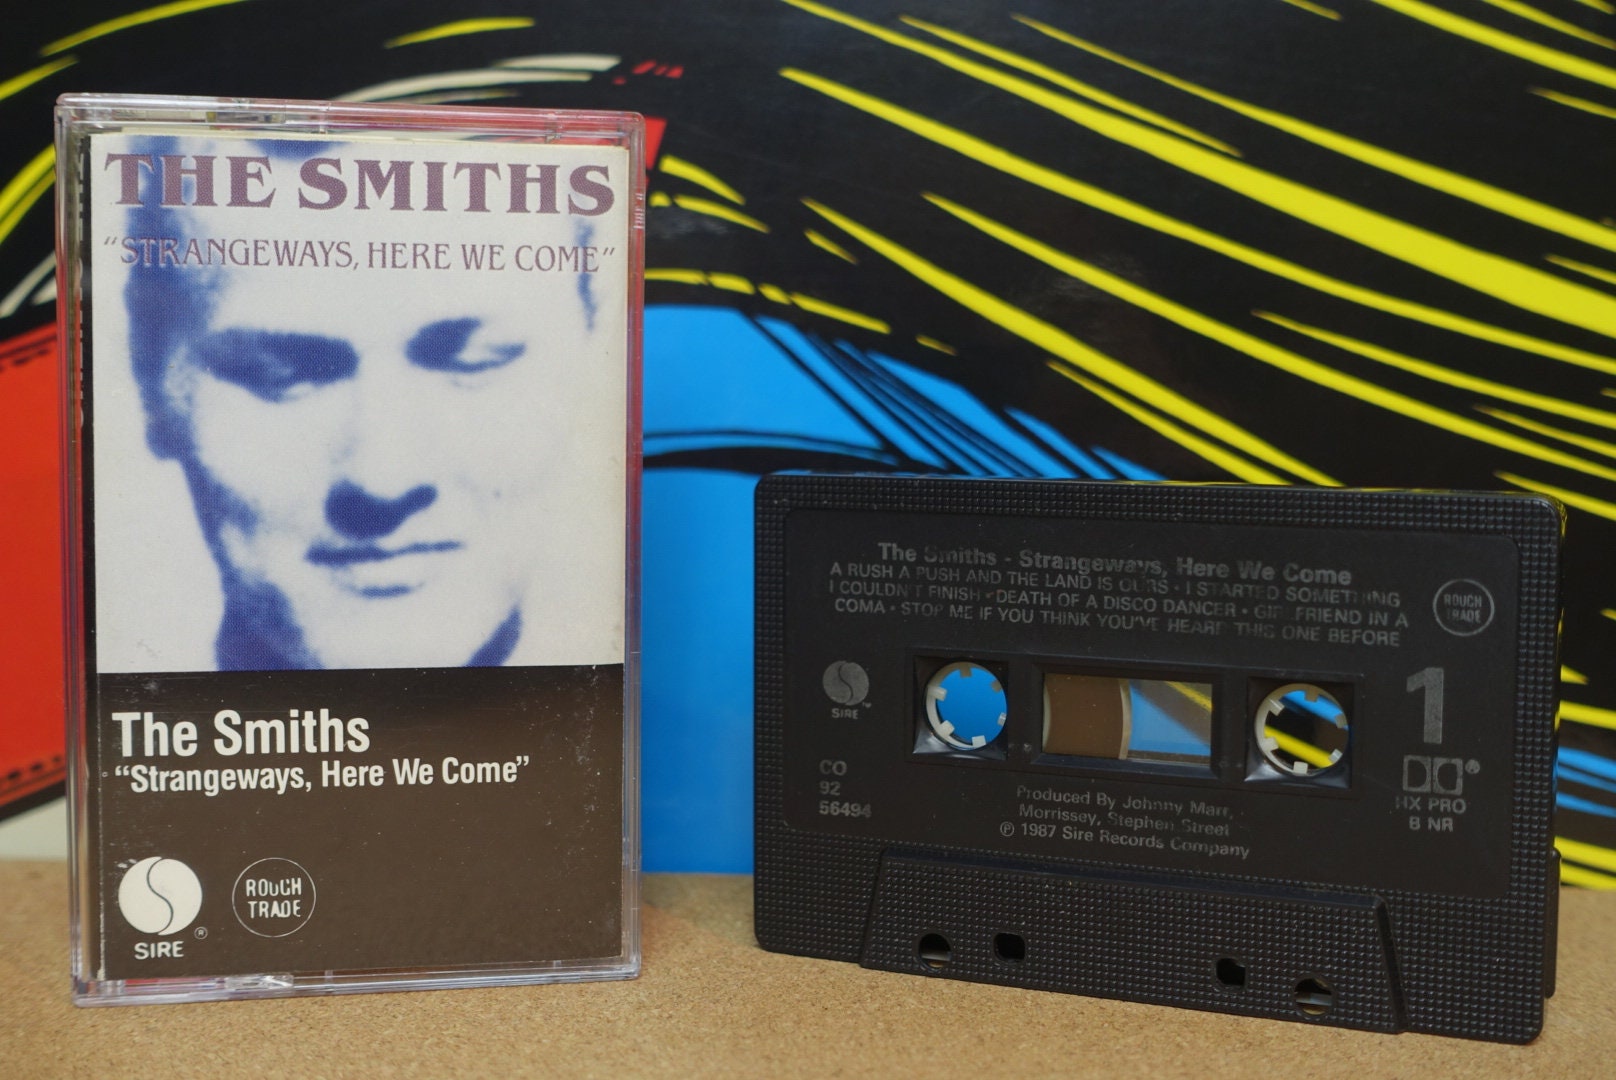 THE SMITHS
"STRANGEWAYS, HERE WE COME"
The Smiths
"Strangeways, Here We Come"
SIRE ®
ROUGH
TRADE
The Smiths - Strangeways, Here We Come
A RUSH A PUSH AND THE LAND IS OURS • I STARTED SOMETHING
I COULDN'T FINISH • DEATH OF A DISCO DANCER • GIRLFRIEND IN A
COMA • STOP ME IF YOU THINK YOU'VE HEARD THIS ONE BEFORE
ROUGH
TRADE
SIRE ™
1
CO
92
56494
HX PRO
B NR
Produced By Johnny Marr,
Morrissey, Stephen Street
℗ 1987 Sire Records Company